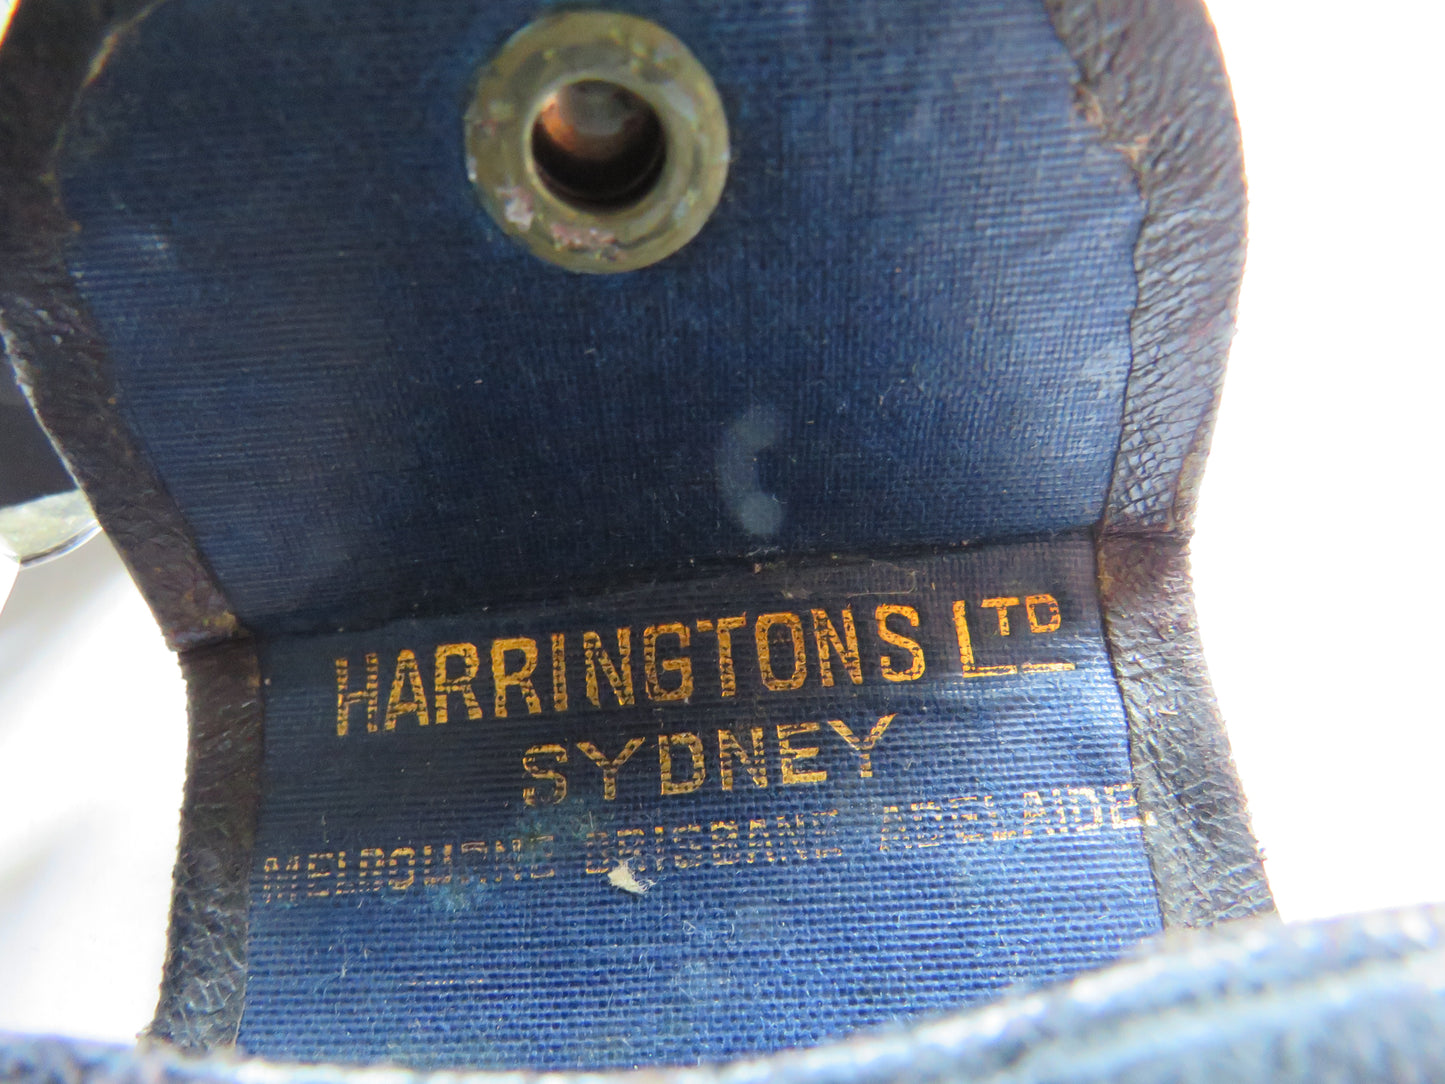 HARRINGTONS LTD
SYDNEY
MELBOURNE BRISBANE ADELAIDE